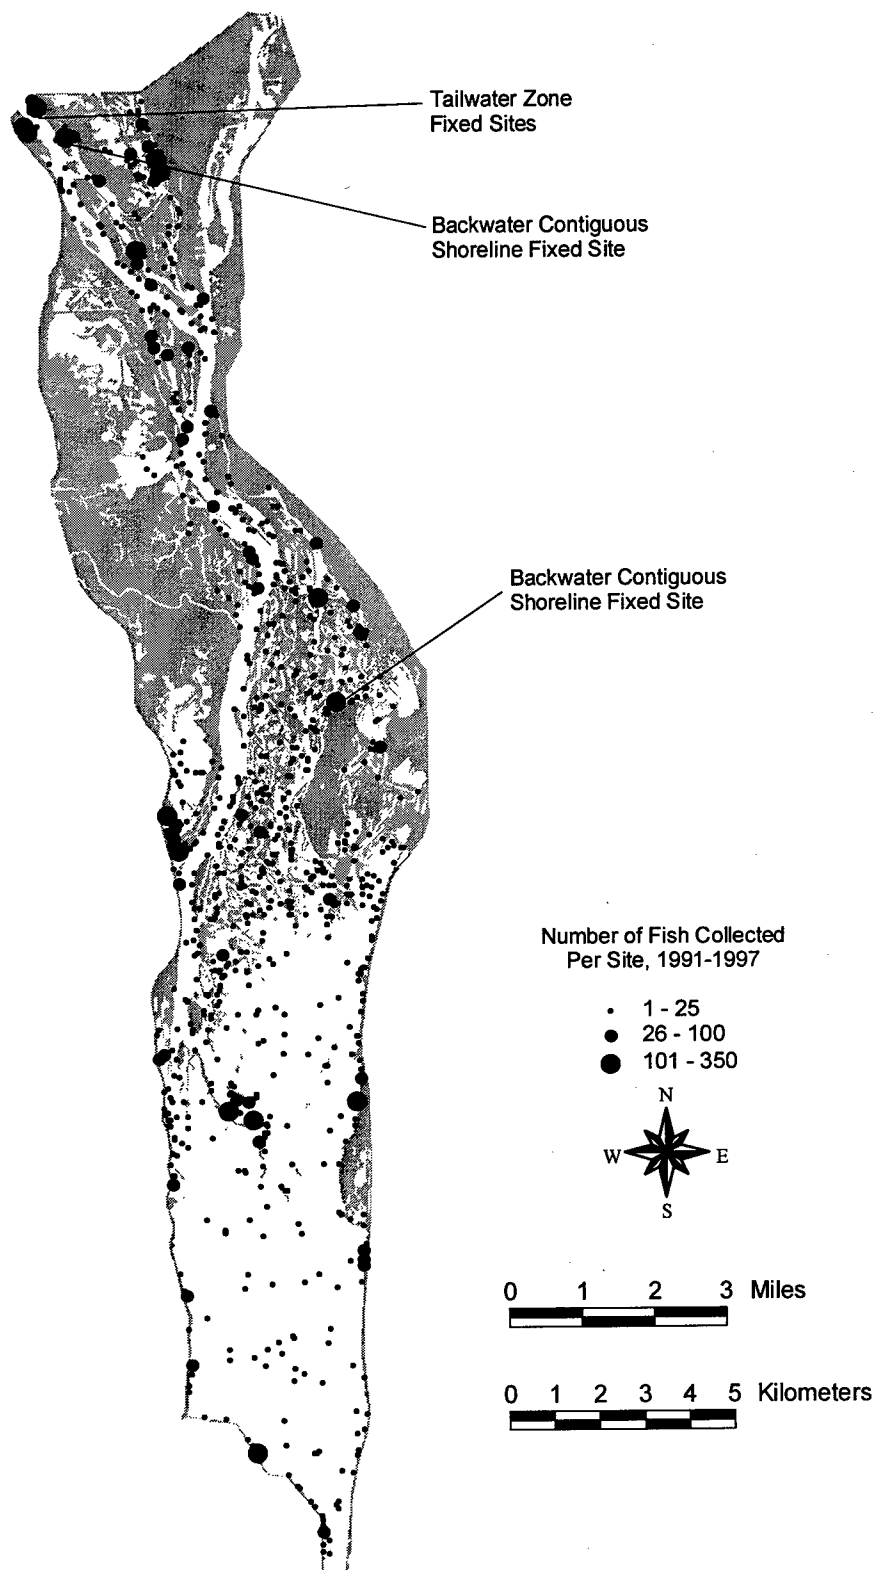 Tailwater Zone
Fixed Sites
Backwater Contiguous
Shoreline Fixed Site
Backwater Contiguous
Shoreline Fixed Site
Number of Fish Collected
Per Site, 1991-1997
1 - 25
26 - 100
101 - 350
N
W E
S
0 1 2 3 Miles
0 1 2 3 4 5 Kilometers